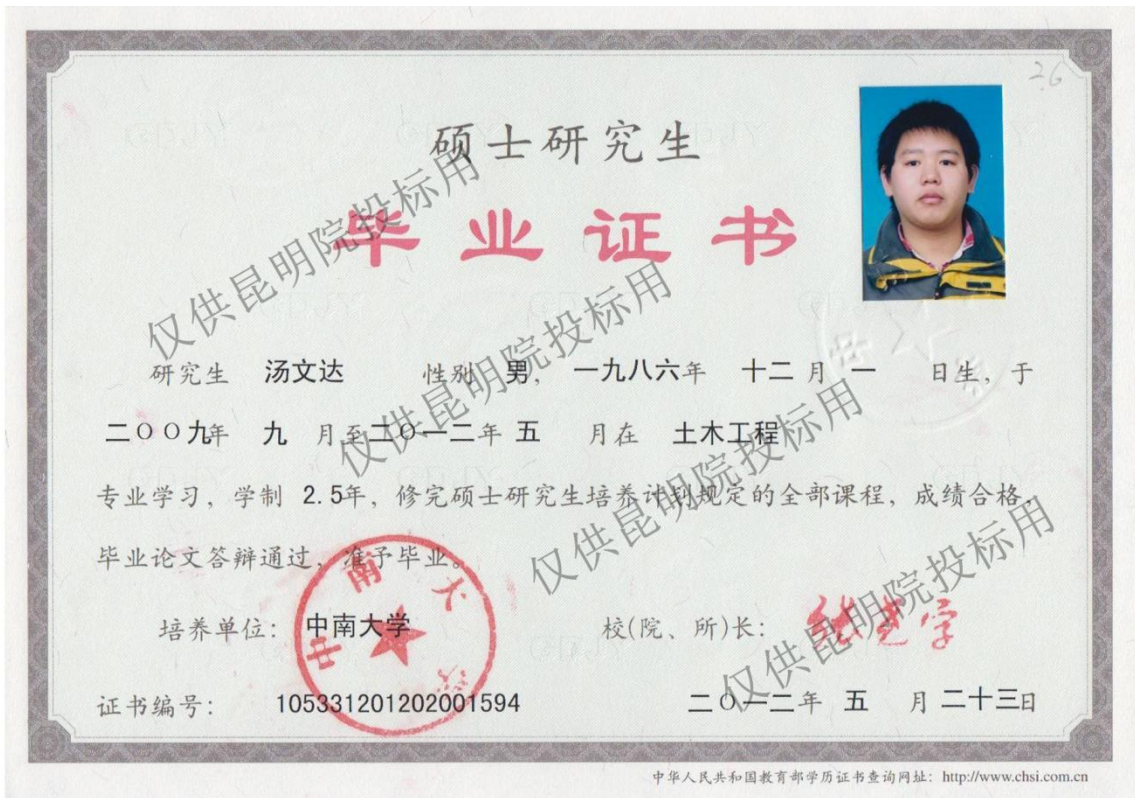 26
硕士研究生
毕业证书
研究生 汤文达 性别 男， 一九八六年 十二 月 一 日生，于
二〇〇九年 九 月至二〇一二年 五 月在 土木工程
专业学习，学制 2.5年，修完硕士研究生培养计划规定的全部课程，成绩合格，
毕业论文答辩通过，准予毕业。
培养单位：中南大学 校(院、所)长：
证书编号： 105331201202001594 二〇一二年 五 月 二十三日
中南大学
仅供昆明院投标用
仅供昆明院投标用
仅供昆明院投标用
仅供昆明院投标用
中华人民共和国教育部学历证书查询网址：http://www.chsi.com.cn